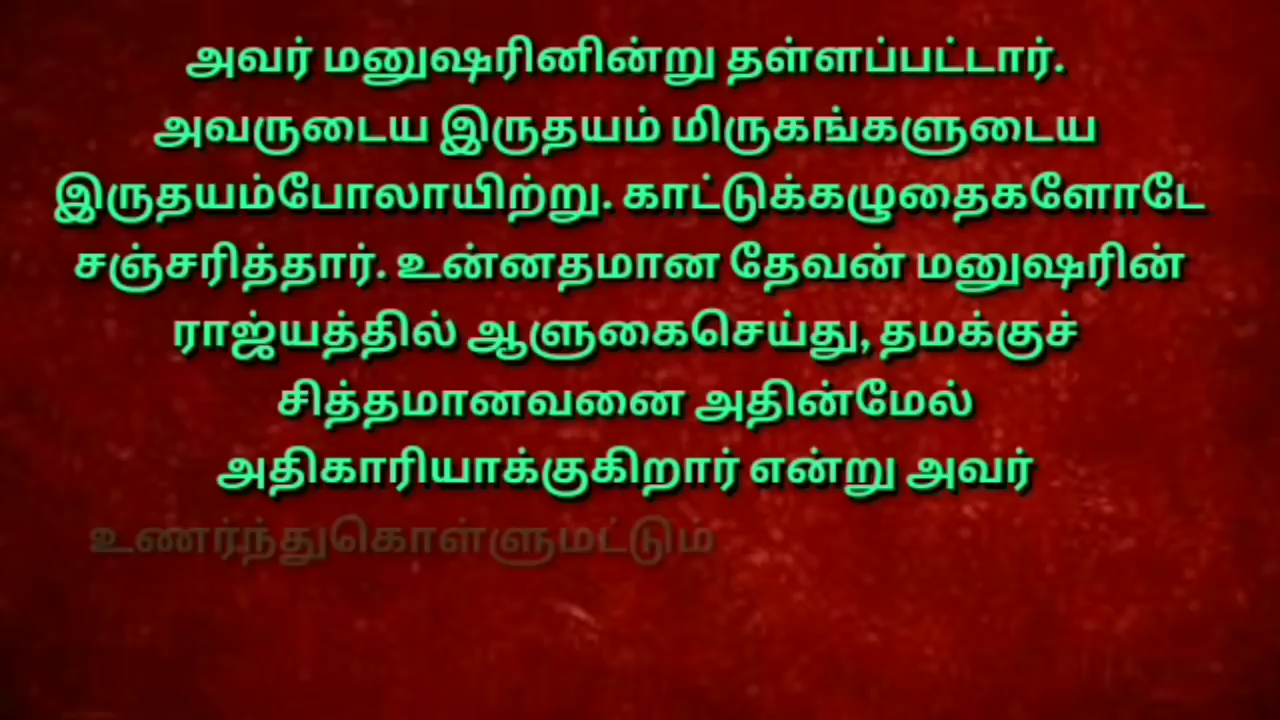 அவர் மனுஷரினின்று தள்ளப்பட்டார்.
அவருடைய இருதயம் மிருகங்களுடைய
இருதயம்போலாயிற்று. காட்டுக்கழுதைகளோடே
சஞ்சரித்தார். உன்னதமான தேவன் மனுஷரின்
ராஜ்யத்தில் ஆளுகைசெய்து, தமக்குச்
சித்தமானவனை அதின்மேல்
அதிகாரியாக்குகிறார் என்று அவர்
உணர்ந்துகொள்ளுமட்டும்